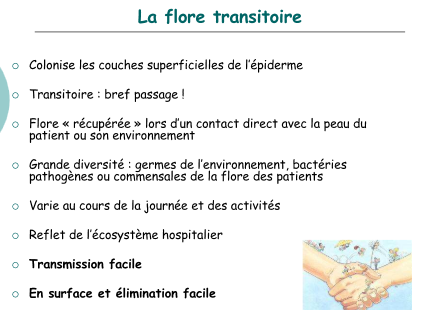 La flore transitoire
Colonise les couches superficielles de l'épiderme
Transitoire : bref passage !
Flore « récupérée » lors d'un contact direct avec la peau du
patient ou son environnement
Grande diversité : germes de l'environnement, bactéries
pathogènes ou commensales de la flore des patients
Varie au cours de la journée et des activités
Reflet de l'écosystème hospitalier
Transmission facile
En surface et élimination facile